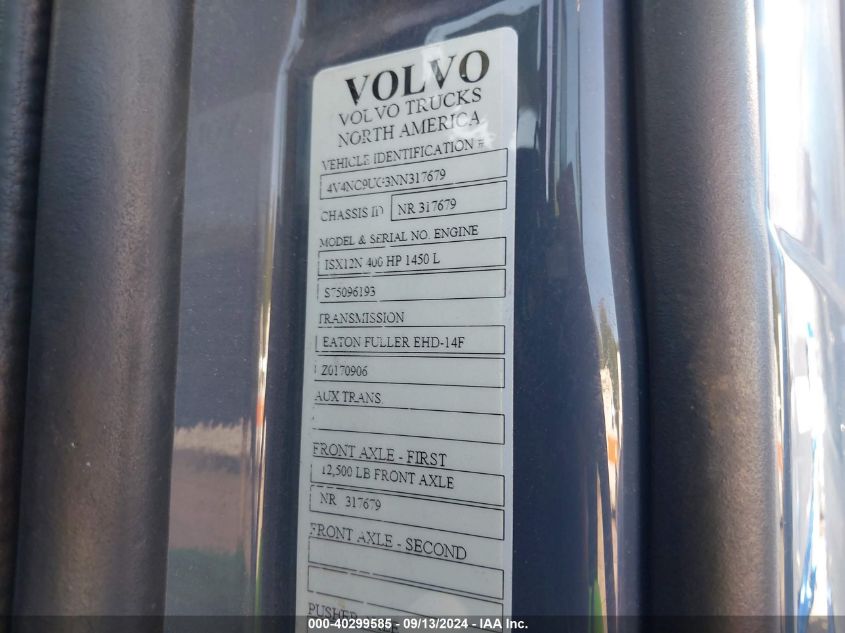 VOLVO
VOLVO TRUCKS
NORTH AMERICA
VEHICLE IDENTIFICATION #
4V4NC9UG3NN317679
CHASSIS ID NR 317679
MODEL & SERIAL NO. ENGINE
ISX12N 400 HP 1450 L
S75096193
TRANSMISSION
EATON FULLER EHD-14F
Z0170906
AUX TRANS.
FRONT AXLE - FIRST
12,500 LB FRONT AXLE
NR 317679
FRONT AXLE - SECOND
PUSHER
000-40299585 - 09/13/2024 - IAA Inc.